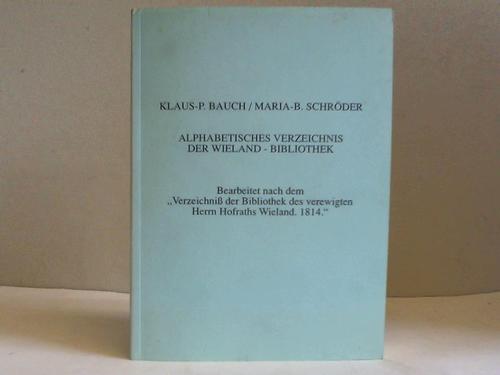 KLAUS-P. BAUCH / MARIA-B. SCHRÖDER
ALPHABETISCHES VERZEICHNIS
DER WIELAND - BIBLIOTHEK
Bearbeitet nach dem
„Verzeichniß der Bibliothek des verewigten
Herrn Hofraths Wieland. 1814.“